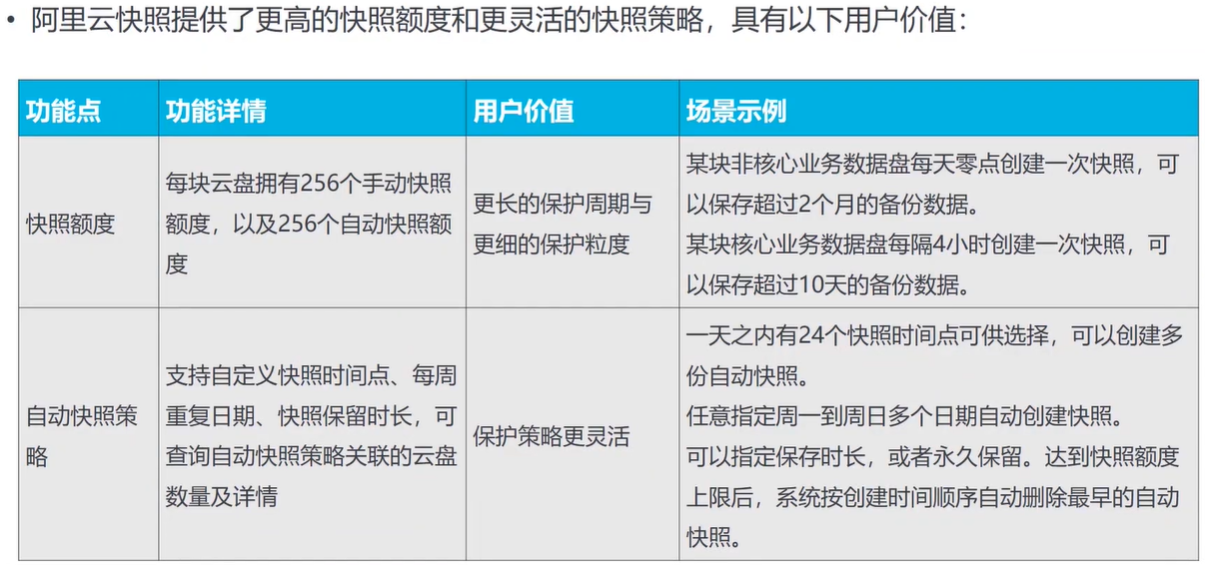 • 阿里云快照提供了更高的快照额度和更灵活的快照策略，具有以下用户价值：
功能点
功能详情
用户价值
场景示例
快照额度
每块云盘拥有256个手动快照
额度，以及256个自动快照额
度
更长的保护周期与
更细的保护粒度
某块非核心业务数据盘每天零点创建一次快照，可
以保存超过2个月的备份数据。
某块核心业务数据盘每隔4小时创建一次快照，可
以保存超过10天的备份数据。
自动快照策
略
支持自定义快照时间点、每周
重复日期、快照保留时长，可
查询自动快照策略关联的云盘
数量及详情
保护策略更灵活
一天之内有24个快照时间点可供选择，可以创建多
份自动快照。
任意指定周一到周日多个日期自动创建快照。
可以指定保存时长，或者永久保留。达到快照额度
上限后，系统按创建时间顺序自动删除最早的自动
快照。